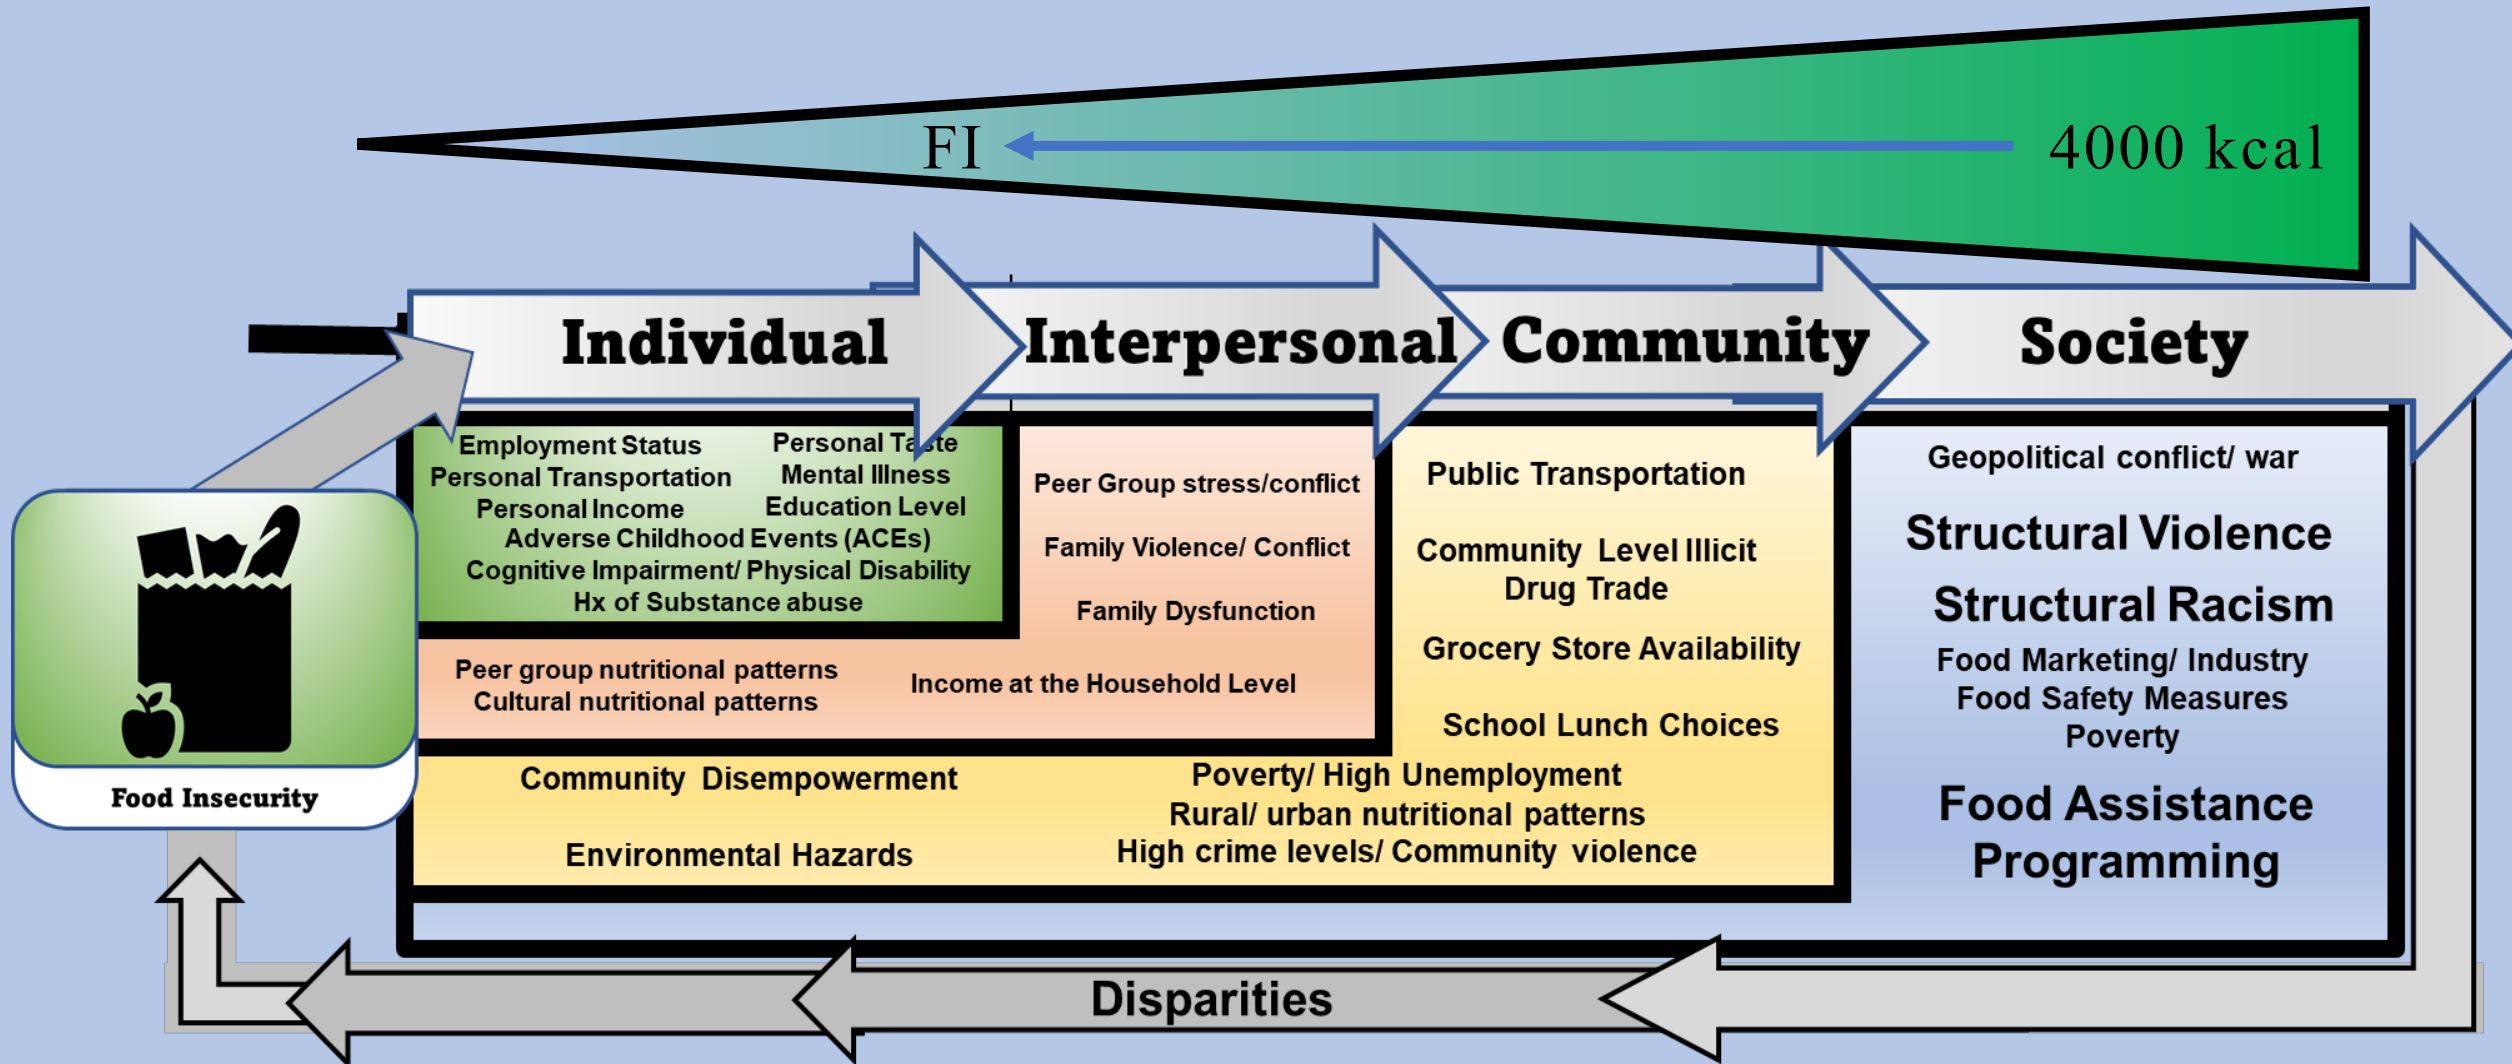 FI
4000 kcal
Individual
Interpersonal
Community
Society
Employment Status
Personal Transportation
Personal Income
Personal Taste
Mental Illness
Education Level
Adverse Childhood Events (ACEs)
Cognitive Impairment/ Physical Disability
Hx of Substance abuse
Peer Group stress/conflict
Family Violence/ Conflict
Family Dysfunction
Peer group nutritional patterns
Cultural nutritional patterns
Income at the Household Level
Public Transportation
Community Level Illicit
Drug Trade
Grocery Store Availability
School Lunch Choices
Community Disempowerment
Environmental Hazards
Poverty/ High Unemployment
Rural/ urban nutritional patterns
High crime levels/ Community violence
Geopolitical conflict/ war
Structural Violence
Structural Racism
Food Marketing/ Industry
Food Safety Measures
Poverty
Food Assistance
Programming
Food Insecurity
Disparities